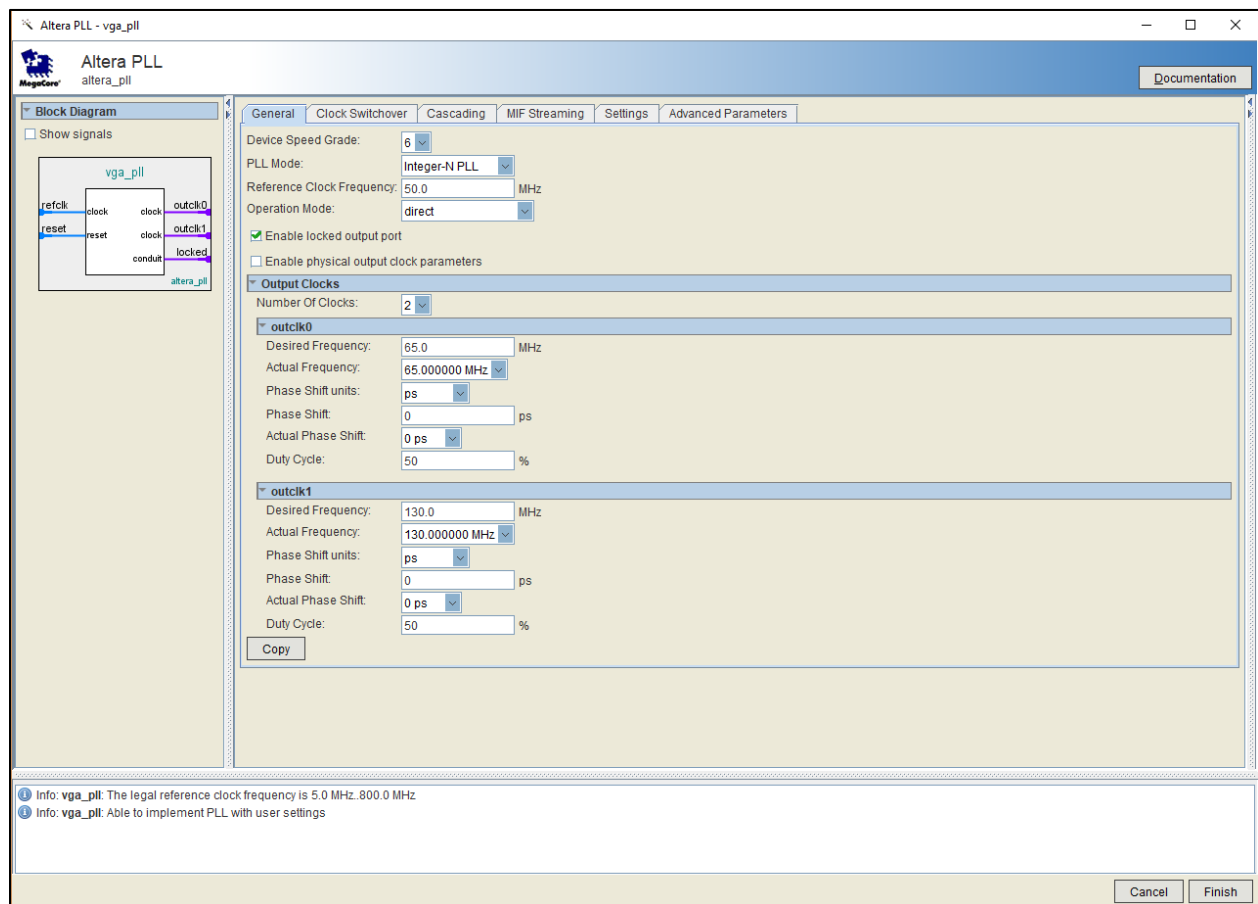 Altera PLL - vga_pll
MegaCore'
Altera PLL
altera_pll
Documentation
Block Diagram
Show signals
vga_pll
refclk
clock
clock
outclk0
reset
reset
clock
outclk1
conduit
locked
altera_pll
General
Clock Switchover
Cascading
MIF Streaming
Settings
Advanced Parameters
Device Speed Grade: 6
PLL Mode: Integer-N PLL
Reference Clock Frequency: 50.0 MHz
Operation Mode: direct
Enable locked output port
Enable physical output clock parameters
Output Clocks
Number Of Clocks: 2
outclk0
Desired Frequency: 65.0 MHz
Actual Frequency: 65.000000 MHz
Phase Shift units: ps
Phase Shift: 0 ps
Actual Phase Shift: 0 ps
Duty Cycle: 50 %
outclk1
Desired Frequency: 130.0 MHz
Actual Frequency: 130.000000 MHz
Phase Shift units: ps
Phase Shift: 0 ps
Actual Phase Shift: 0 ps
Duty Cycle: 50 %
Copy
Info: vga_pll: The legal reference clock frequency is 5.0 MHz..800.0 MHz
Info: vga_pll: Able to implement PLL with user settings
Cancel
Finish